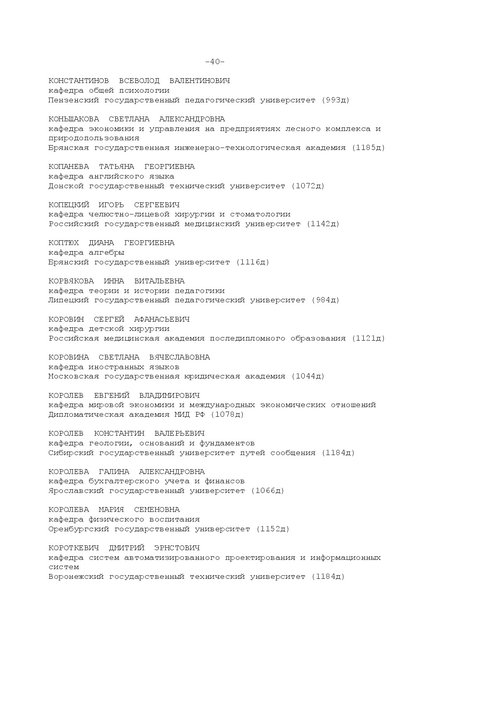 -40-
КОНСТАНТИНОВ ВСЕВОЛОД ВАЛЕНТИНОВИЧ
кафедра общей психологии
Пензенский государственный педагогический университет (993д)
КОНЬШАКОВА СВЕТЛАНА АЛЕКСАНДРОВНА
кафедра экономики и управления на предприятиях лесного комплекса и
природопользования
Брянская государственная инженерно-технологическая академия (1185д)
КОПАНЕВА ТАТЬЯНА ГЕОРГИЕВНА
кафедра английского языка
Донской государственный технический университет (1072д)
КОПЕЦКИЙ ИГОРЬ СЕРГЕЕВИЧ
кафедра челюстно-лицевой хирургии и стоматологии
Российский государственный медицинский университет (1142д)
КОПТЮХ ДИАНА ГЕОРГИЕВНА
кафедра алгебры
Брянский государственный университет (1116д)
КОРВЯКОВА ИННА ВИТАЛЬЕВНА
кафедра теории и истории педагогики
Липецкий государственный педагогический университет (984д)
КОРОВИН СЕРГЕЙ АФАНАСЬЕВИЧ
кафедра детской хирургии
Российская медицинская академия последипломного образования (1121д)
КОРОВИНА СВЕТЛАНА ВЯЧЕСЛАВОВНА
кафедра иностранных языков
Московская государственная юридическая академия (1044д)
КОРОЛЕВ ЕВГЕНИЙ ВЛАДИМИРОВИЧ
кафедра мировой экономики и международных экономических отношений
Дипломатическая академия МИД РФ (1078д)
КОРОЛЕВ КОНСТАНТИН ВАЛЕРЬЕВИЧ
кафедра геологии, оснований и фундаментов
Сибирский государственный университет путей сообщения (1184д)
КОРОЛЕВА ГАЛИНА АЛЕКСАНДРОВНА
кафедра бухгалтерского учета и финансов
Ярославский государственный университет (1066д)
КОРОЛЕВА МАРИЯ СЕМЕНОВНА
кафедра физического воспитания
Оренбургский государственный университет (1152д)
КОРОТКЕВИЧ ДМИТРИЙ ЭРНСТОВИЧ
кафедра систем автоматизированного проектирования и информационных
систем
Воронежский государственный технический университет (1184д)